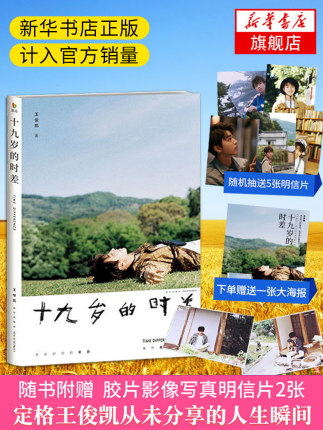 新华书店正版
计入官方销量
新华书店
旗舰店
王俊凯 著
十九岁的时差
TIME DIFFERENCE
十九岁的时差
TIME DIFFER
随机抽送5张明信片
十九岁的
时差
下单赠送一张大海报
随书附赠 胶片影像写真明信片2张
定格王俊凯从未分享的人生瞬间